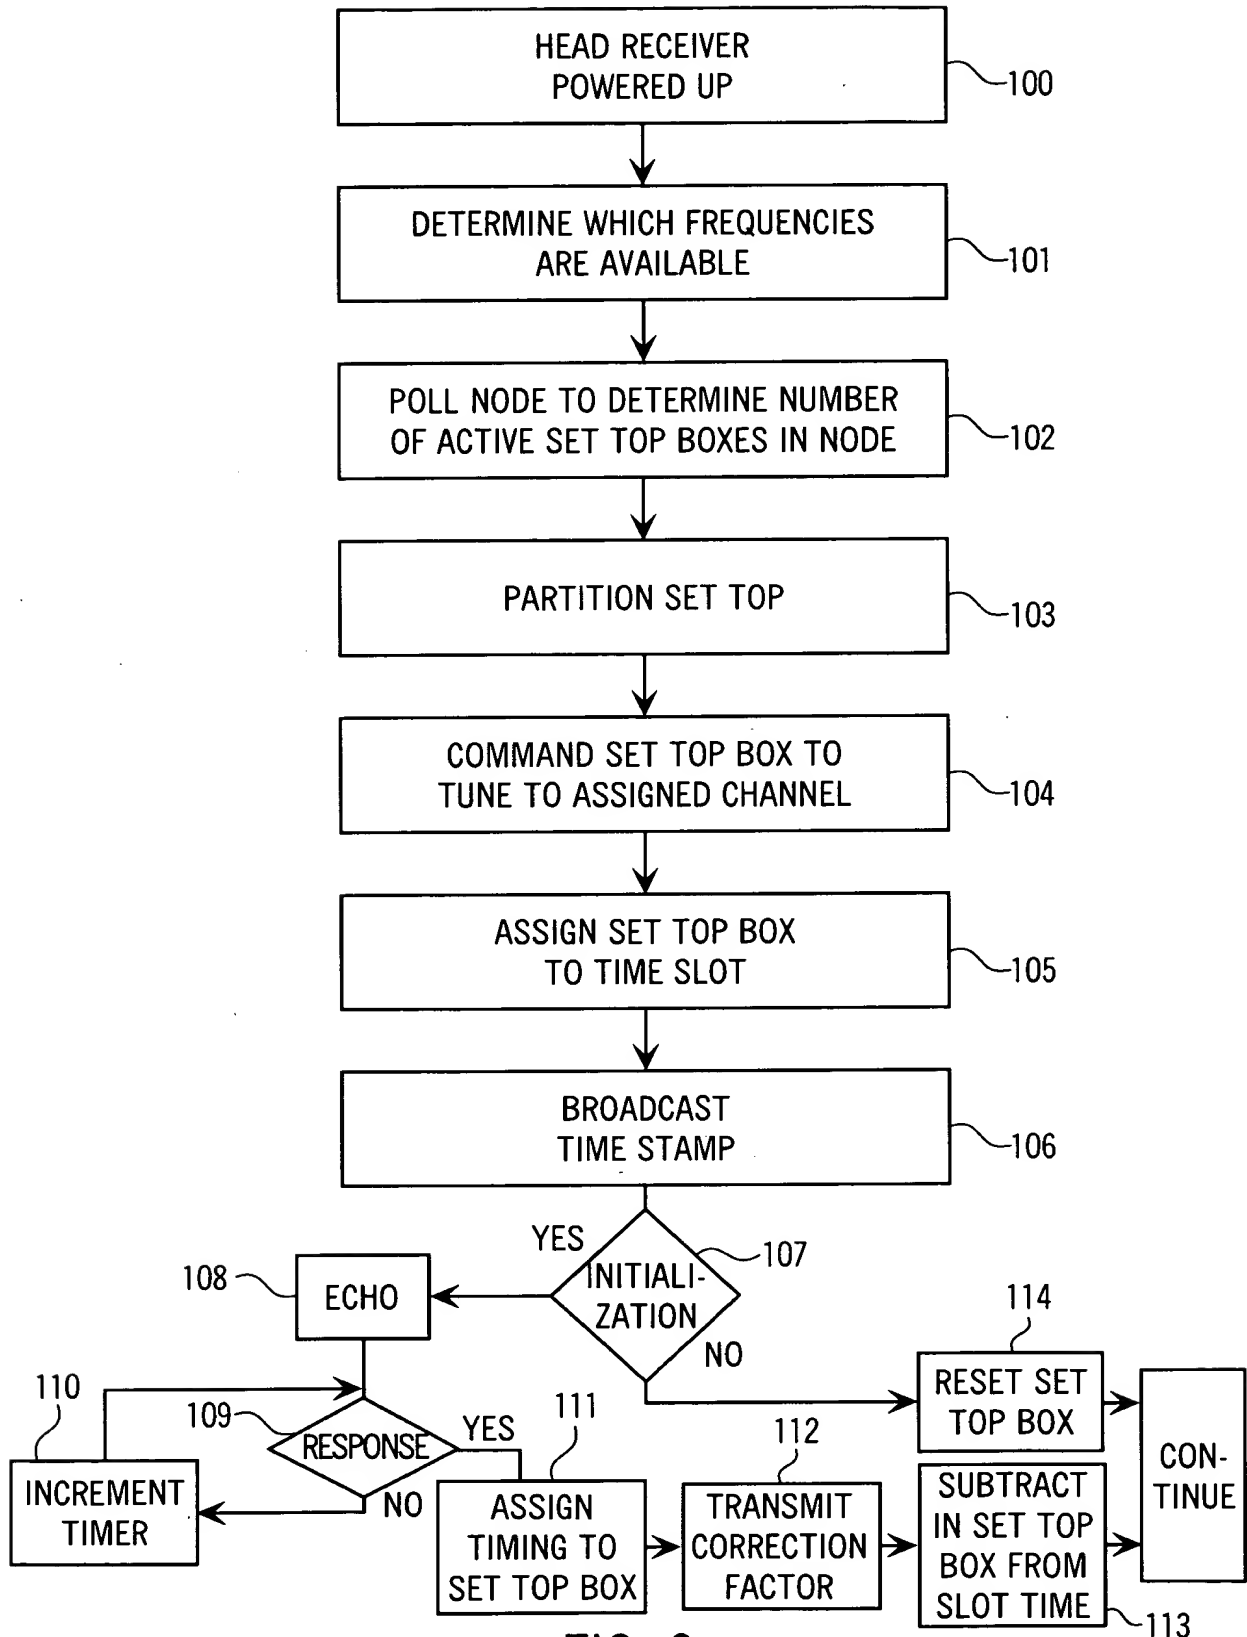 HEAD RECEIVER
POWERED UP
100
DETERMINE WHICH FREQUENCIES
ARE AVAILABLE
101
POLL NODE TO DETERMINE NUMBER
OF ACTIVE SET TOP BOXES IN NODE
102
PARTITION SET TOP
103
COMMAND SET TOP BOX TO
TUNE TO ASSIGNED CHANNEL
104
ASSIGN SET TOP BOX
TO TIME SLOT
105
BROADCAST
TIME STAMP
106
YES
INITIALI-
ZATION
107
NO
108
ECHO
114
RESET SET
TOP BOX
110
109
RESPONSE
YES
NO
INCREMENT
TIMER
111
ASSIGN
TIMING TO
SET TOP BOX
112
TRANSMIT
CORRECTION
FACTOR
SUBTRACT
IN SET TOP
BOX FROM
SLOT TIME
113
CON-
TINUE